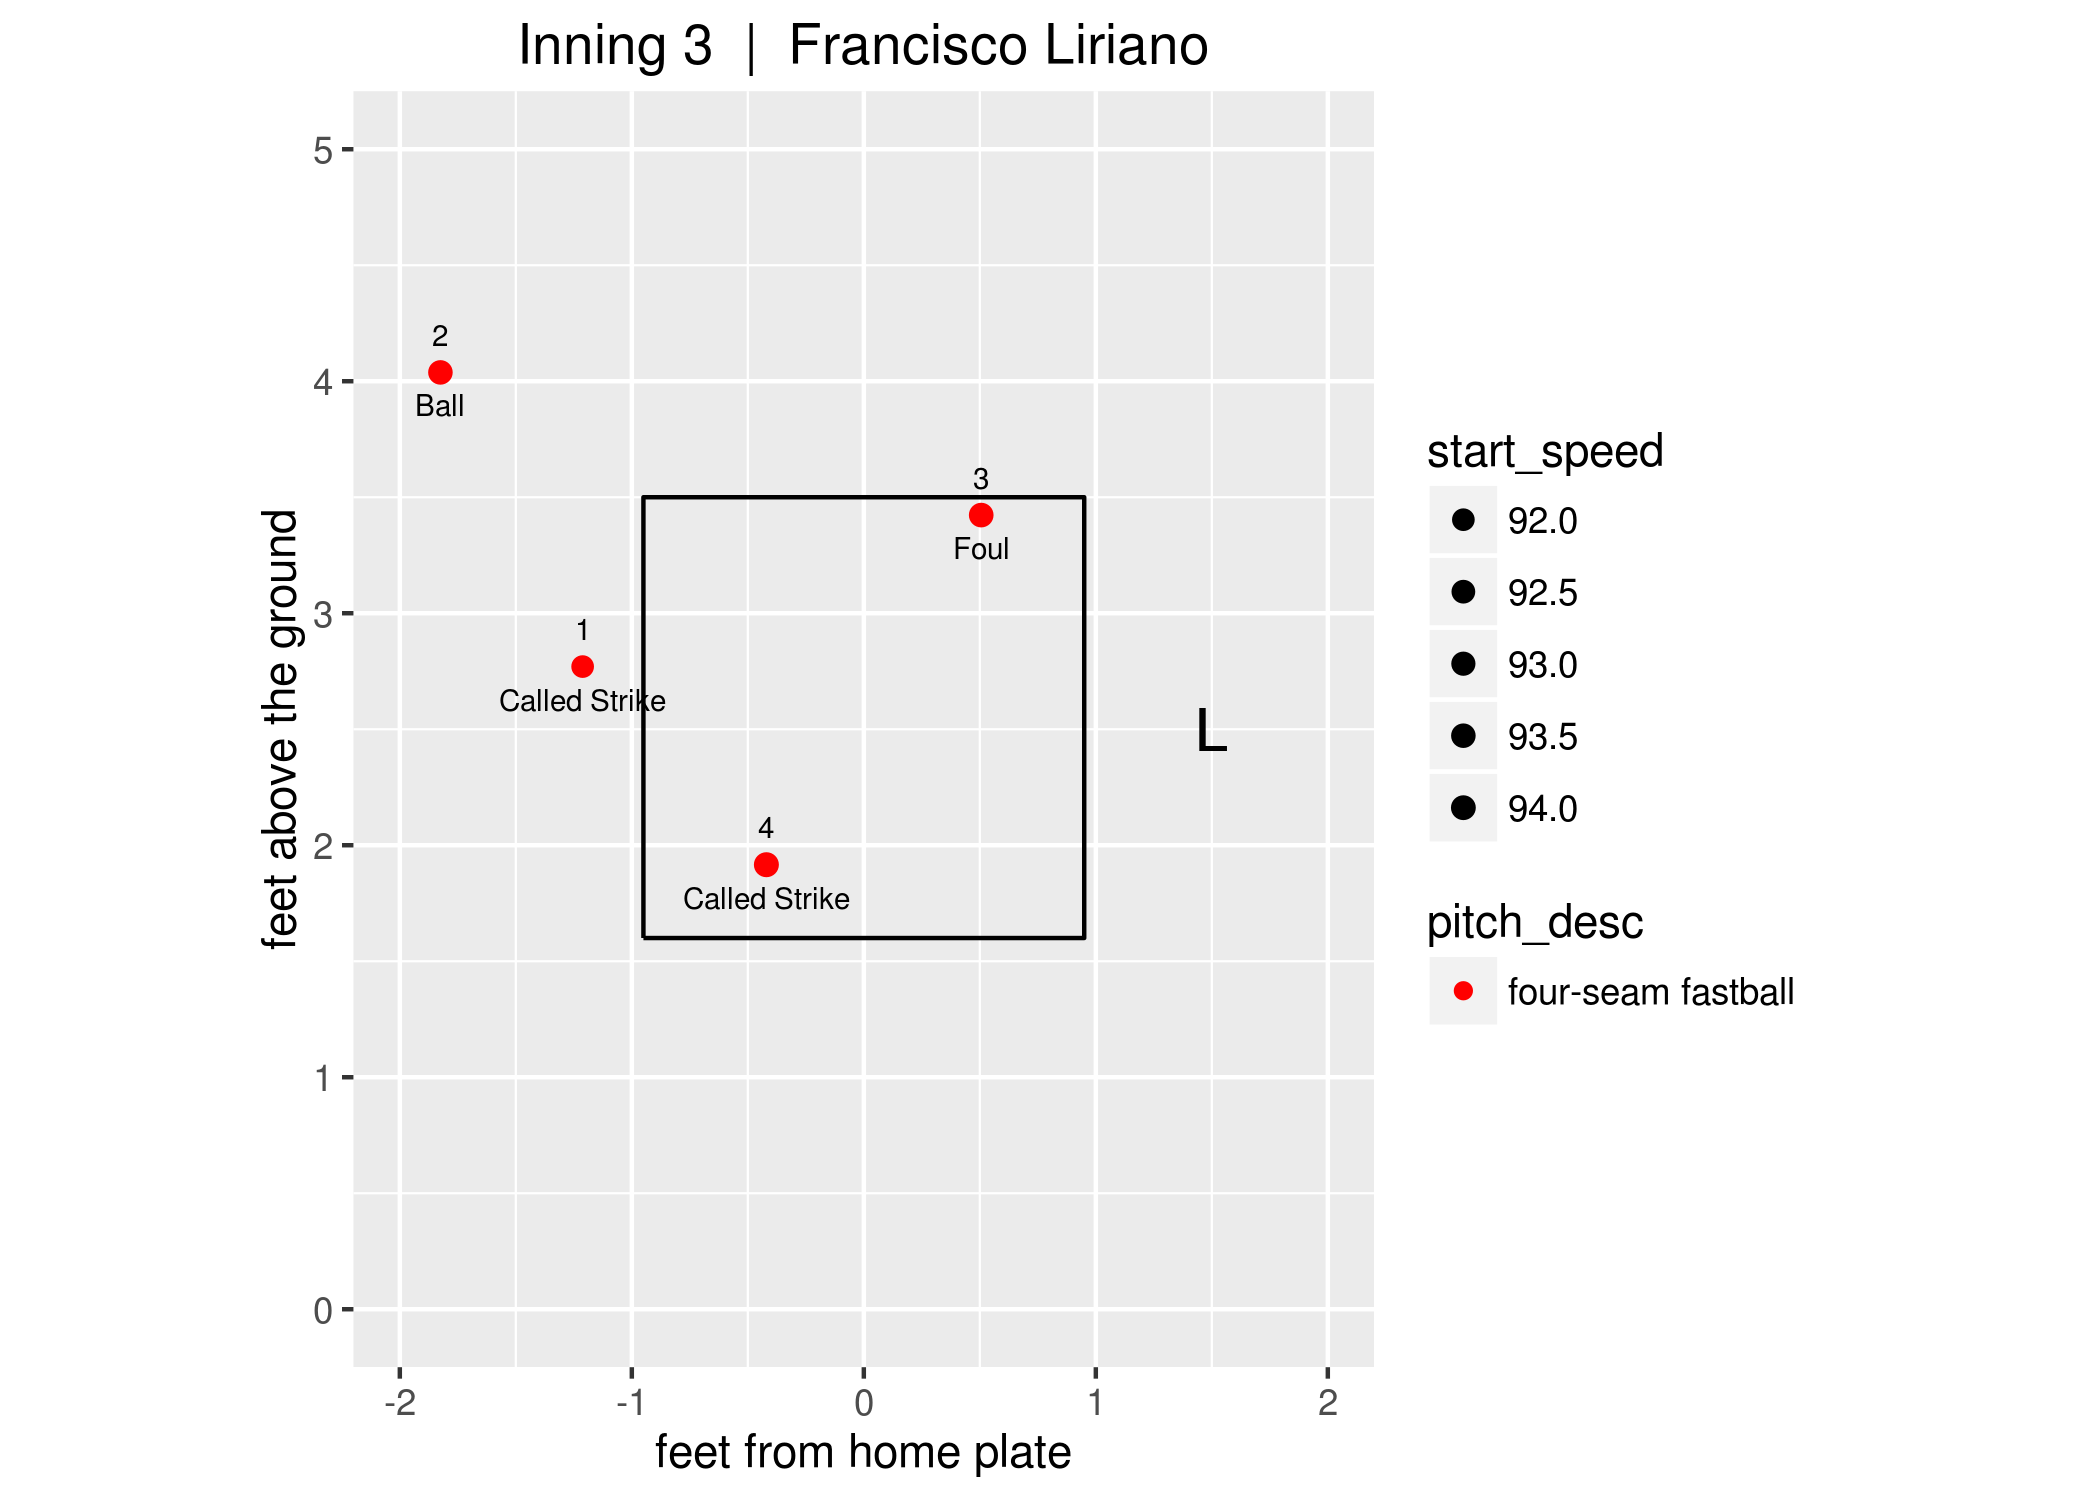 Inning 3 | Francisco Liriano
5
4
3
2
1
0
feet above the ground
2
Ball
3
Foul
1
Called Strike
L
4
Called Strike
-2 -1 0 1 2
feet from home plate
start_speed
92.0
92.5
93.0
93.5
94.0
pitch_desc
four-seam fastball